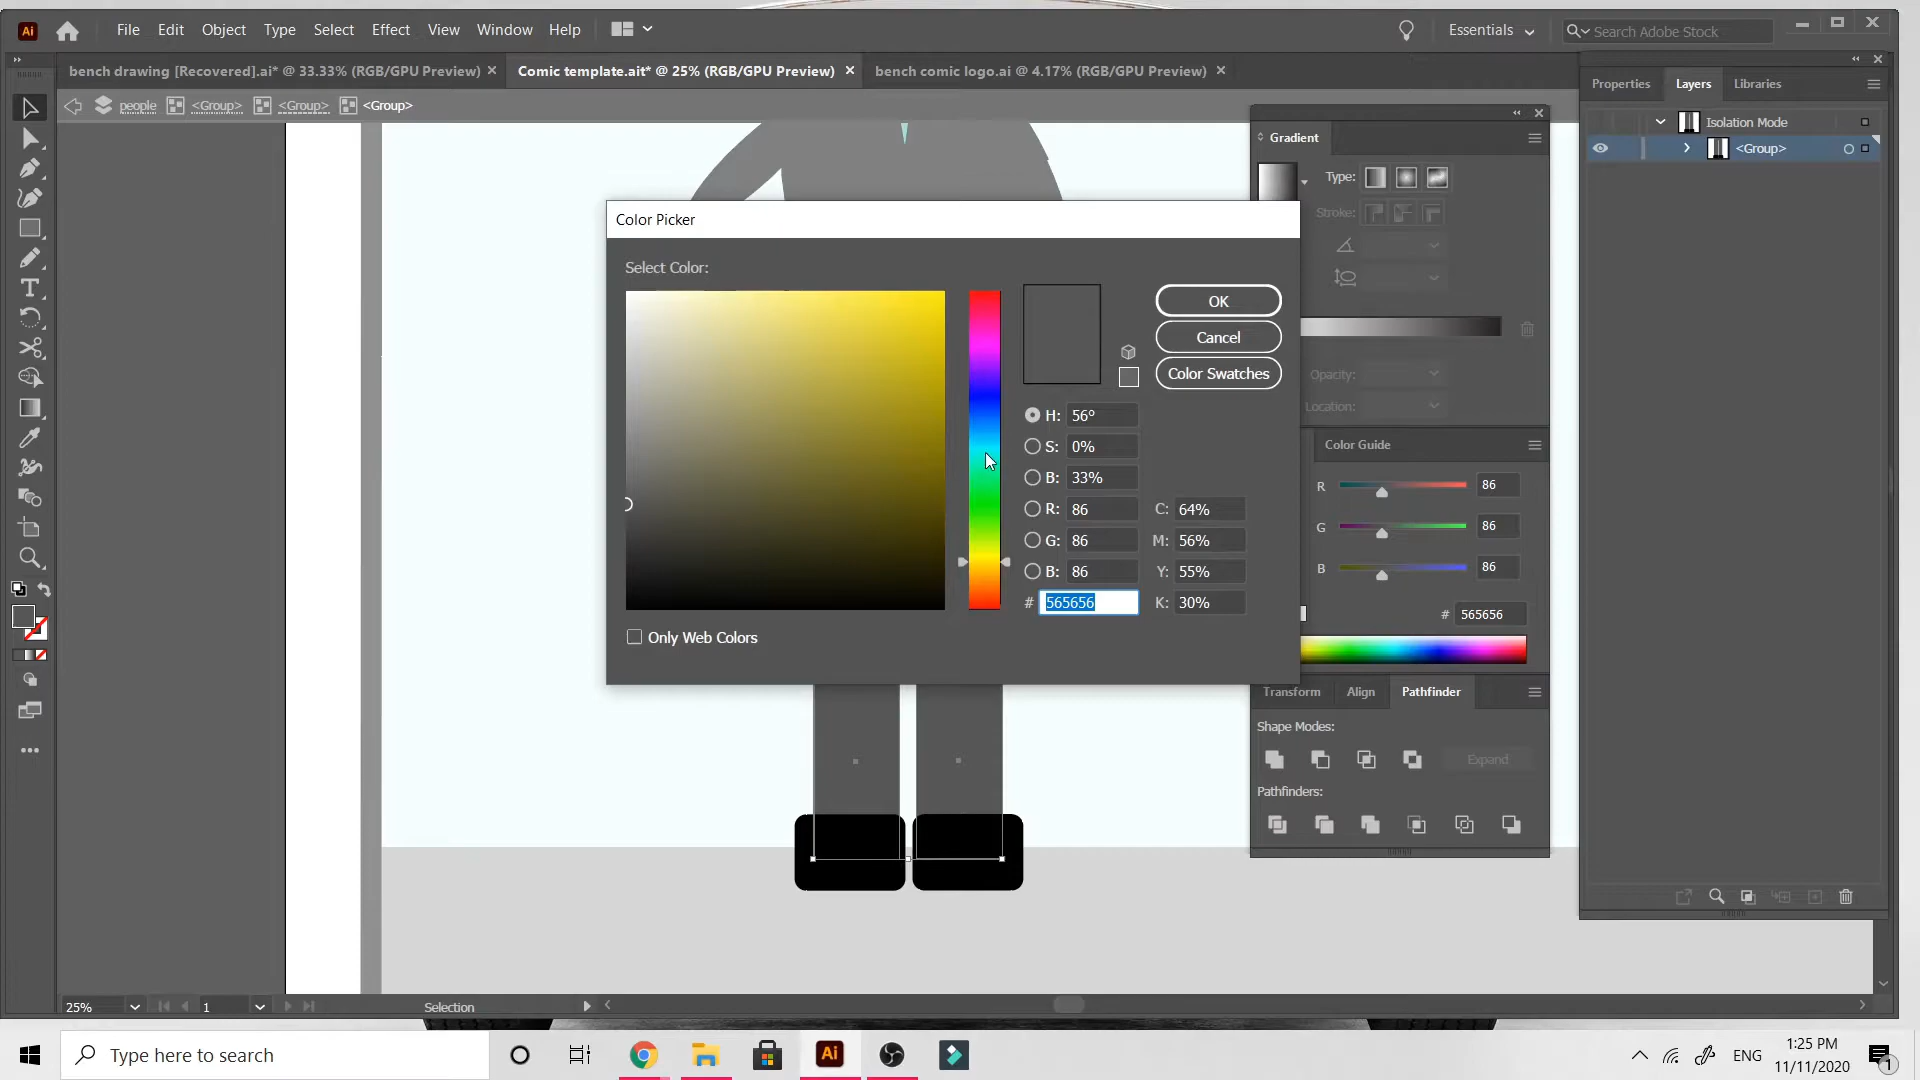 Ai File Edit Object Type Select Effect View Window Help Essentials Search Adobe Stock
bench drawing [Recovered].ai* @ 33.33% (RGB/GPU Preview) Comic template.ait* @ 25% (RGB/GPU Preview) bench comic logo.ai @ 4.17% (RGB/GPU Preview)
people <Group> <Group> <Group>
Properties Layers Libraries
Isolation Mode
<Group>
Gradient
Type:
Stroke:
Opacity:
Location:
Color Picker
Select Color:
OK
Cancel
Color Swatches
H: 56°
S: 0%
B: 33%
R: 86
G: 86
B: 86
# 565656
C: 64%
M: 56%
Y: 55%
K: 30%
Only Web Colors
Color Guide
R 86
G 86
B 86
# 565656
Transform Align Pathfinder
Shape Modes:
Expand
Pathfinders:
25% 1 Selection
Type here to search
Ai
ENG
1:25 PM
11/11/2020
1